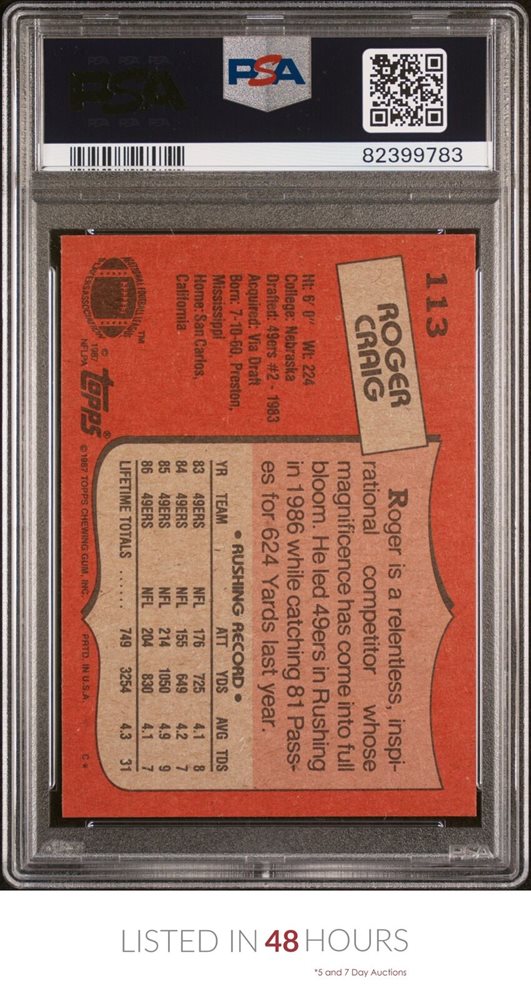 PSA
PSA
82399783
113
ROGER
CRAIG
Ht: 6' 0" Wt: 224
College: Nebraska
Drafted: 49ers #2 - 1983
Acquired: Via Draft
Born: 7-10-60, Preston,
Mississippi
Home: San Carlos,
California
TM
© 1987
NFLPA
topps®
© 1987 TOPPS CHEWING GUM, INC. PRTD. IN U.S.A. C*
Roger is a relentless, inspi-
rational competitor whose
magnificence has come into full
bloom. He led 49ers in Rushing
in 1986 while catching 81 Pass-
es for 624 Yards last year.
• RUSHING RECORD •
YR TEAM ATT YDS AVG TDS
83 49ERS NFL 176 725 4.1 8
84 49ERS NFL 155 649 4.2 7
85 49ERS NFL 214 1050 4.9 9
86 49ERS NFL 204 830 4.1 7
LIFETIME TOTALS ...... 749 3254 4.3 31
PSA
LISTED IN 48 HOURS
*5 and 7 Day Auctions